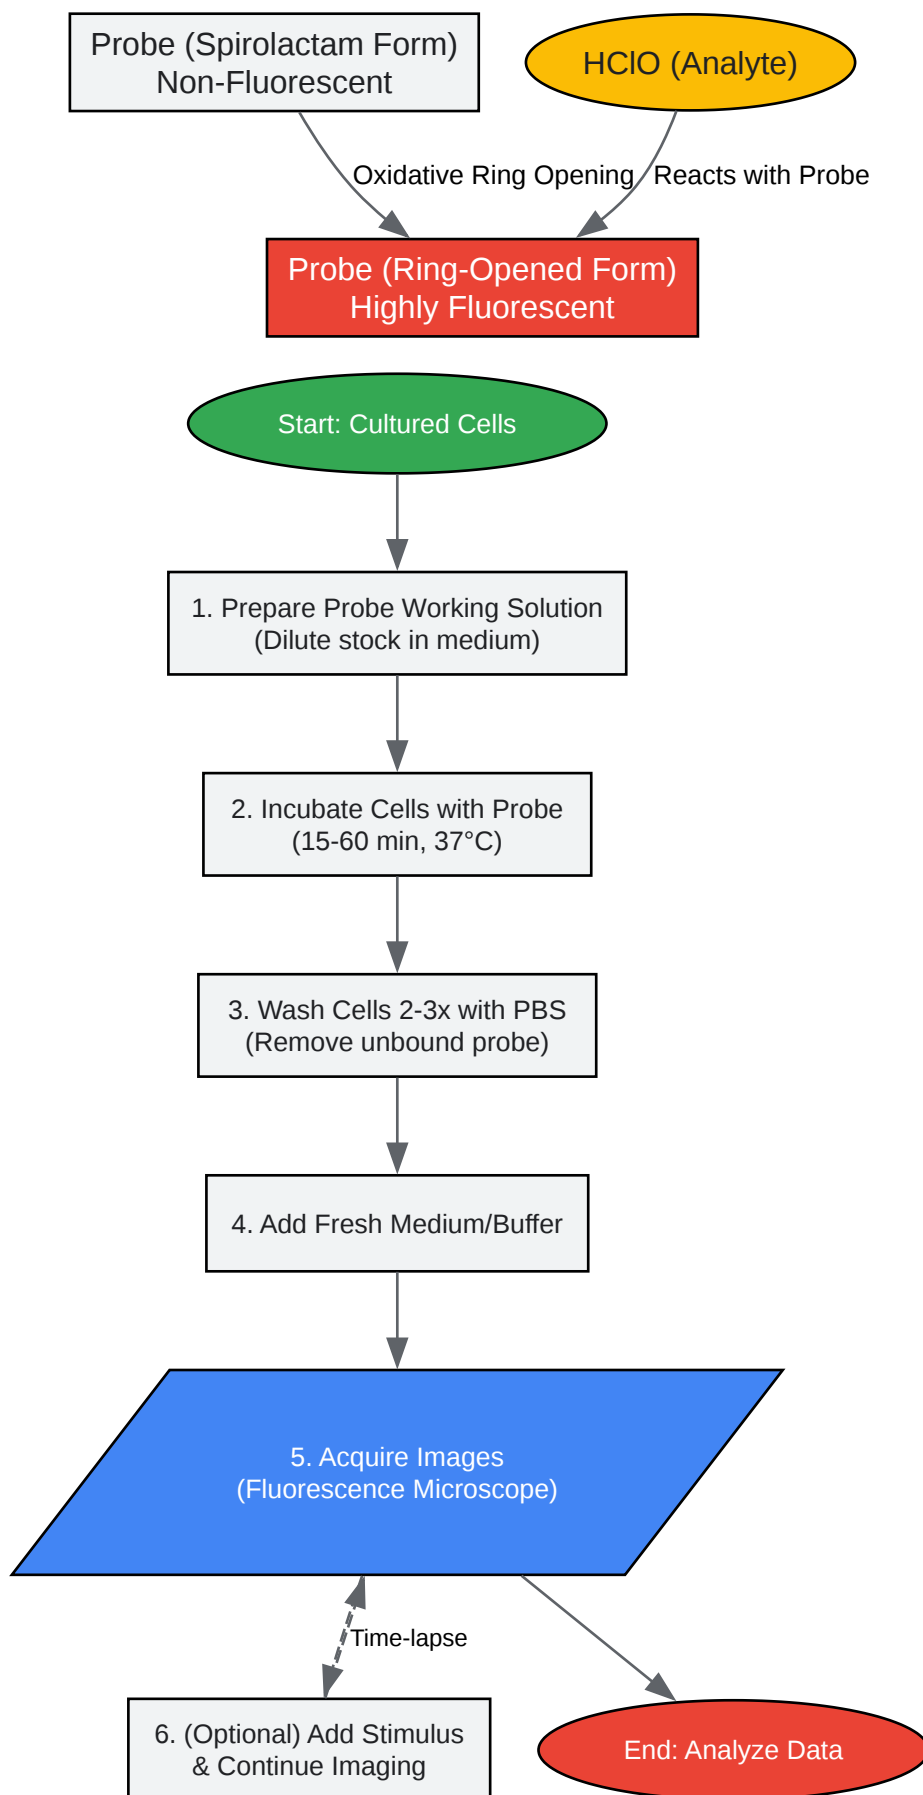 Probe (Spirolactam Form)
Non-Fluorescent
HClO (Analyte)
Oxidative Ring Opening
Reacts with Probe
Probe (Ring-Opened Form)
Highly Fluorescent
Start: Cultured Cells
1. Prepare Probe Working Solution
(Dilute stock in medium)
2. Incubate Cells with Probe
(15-60 min, 37°C)
3. Wash Cells 2-3x with PBS
(Remove unbound probe)
4. Add Fresh Medium/Buffer
5. Acquire Images
(Fluorescence Microscope)
Time-lapse
6. (Optional) Add Stimulus
& Continue Imaging
End: Analyze Data